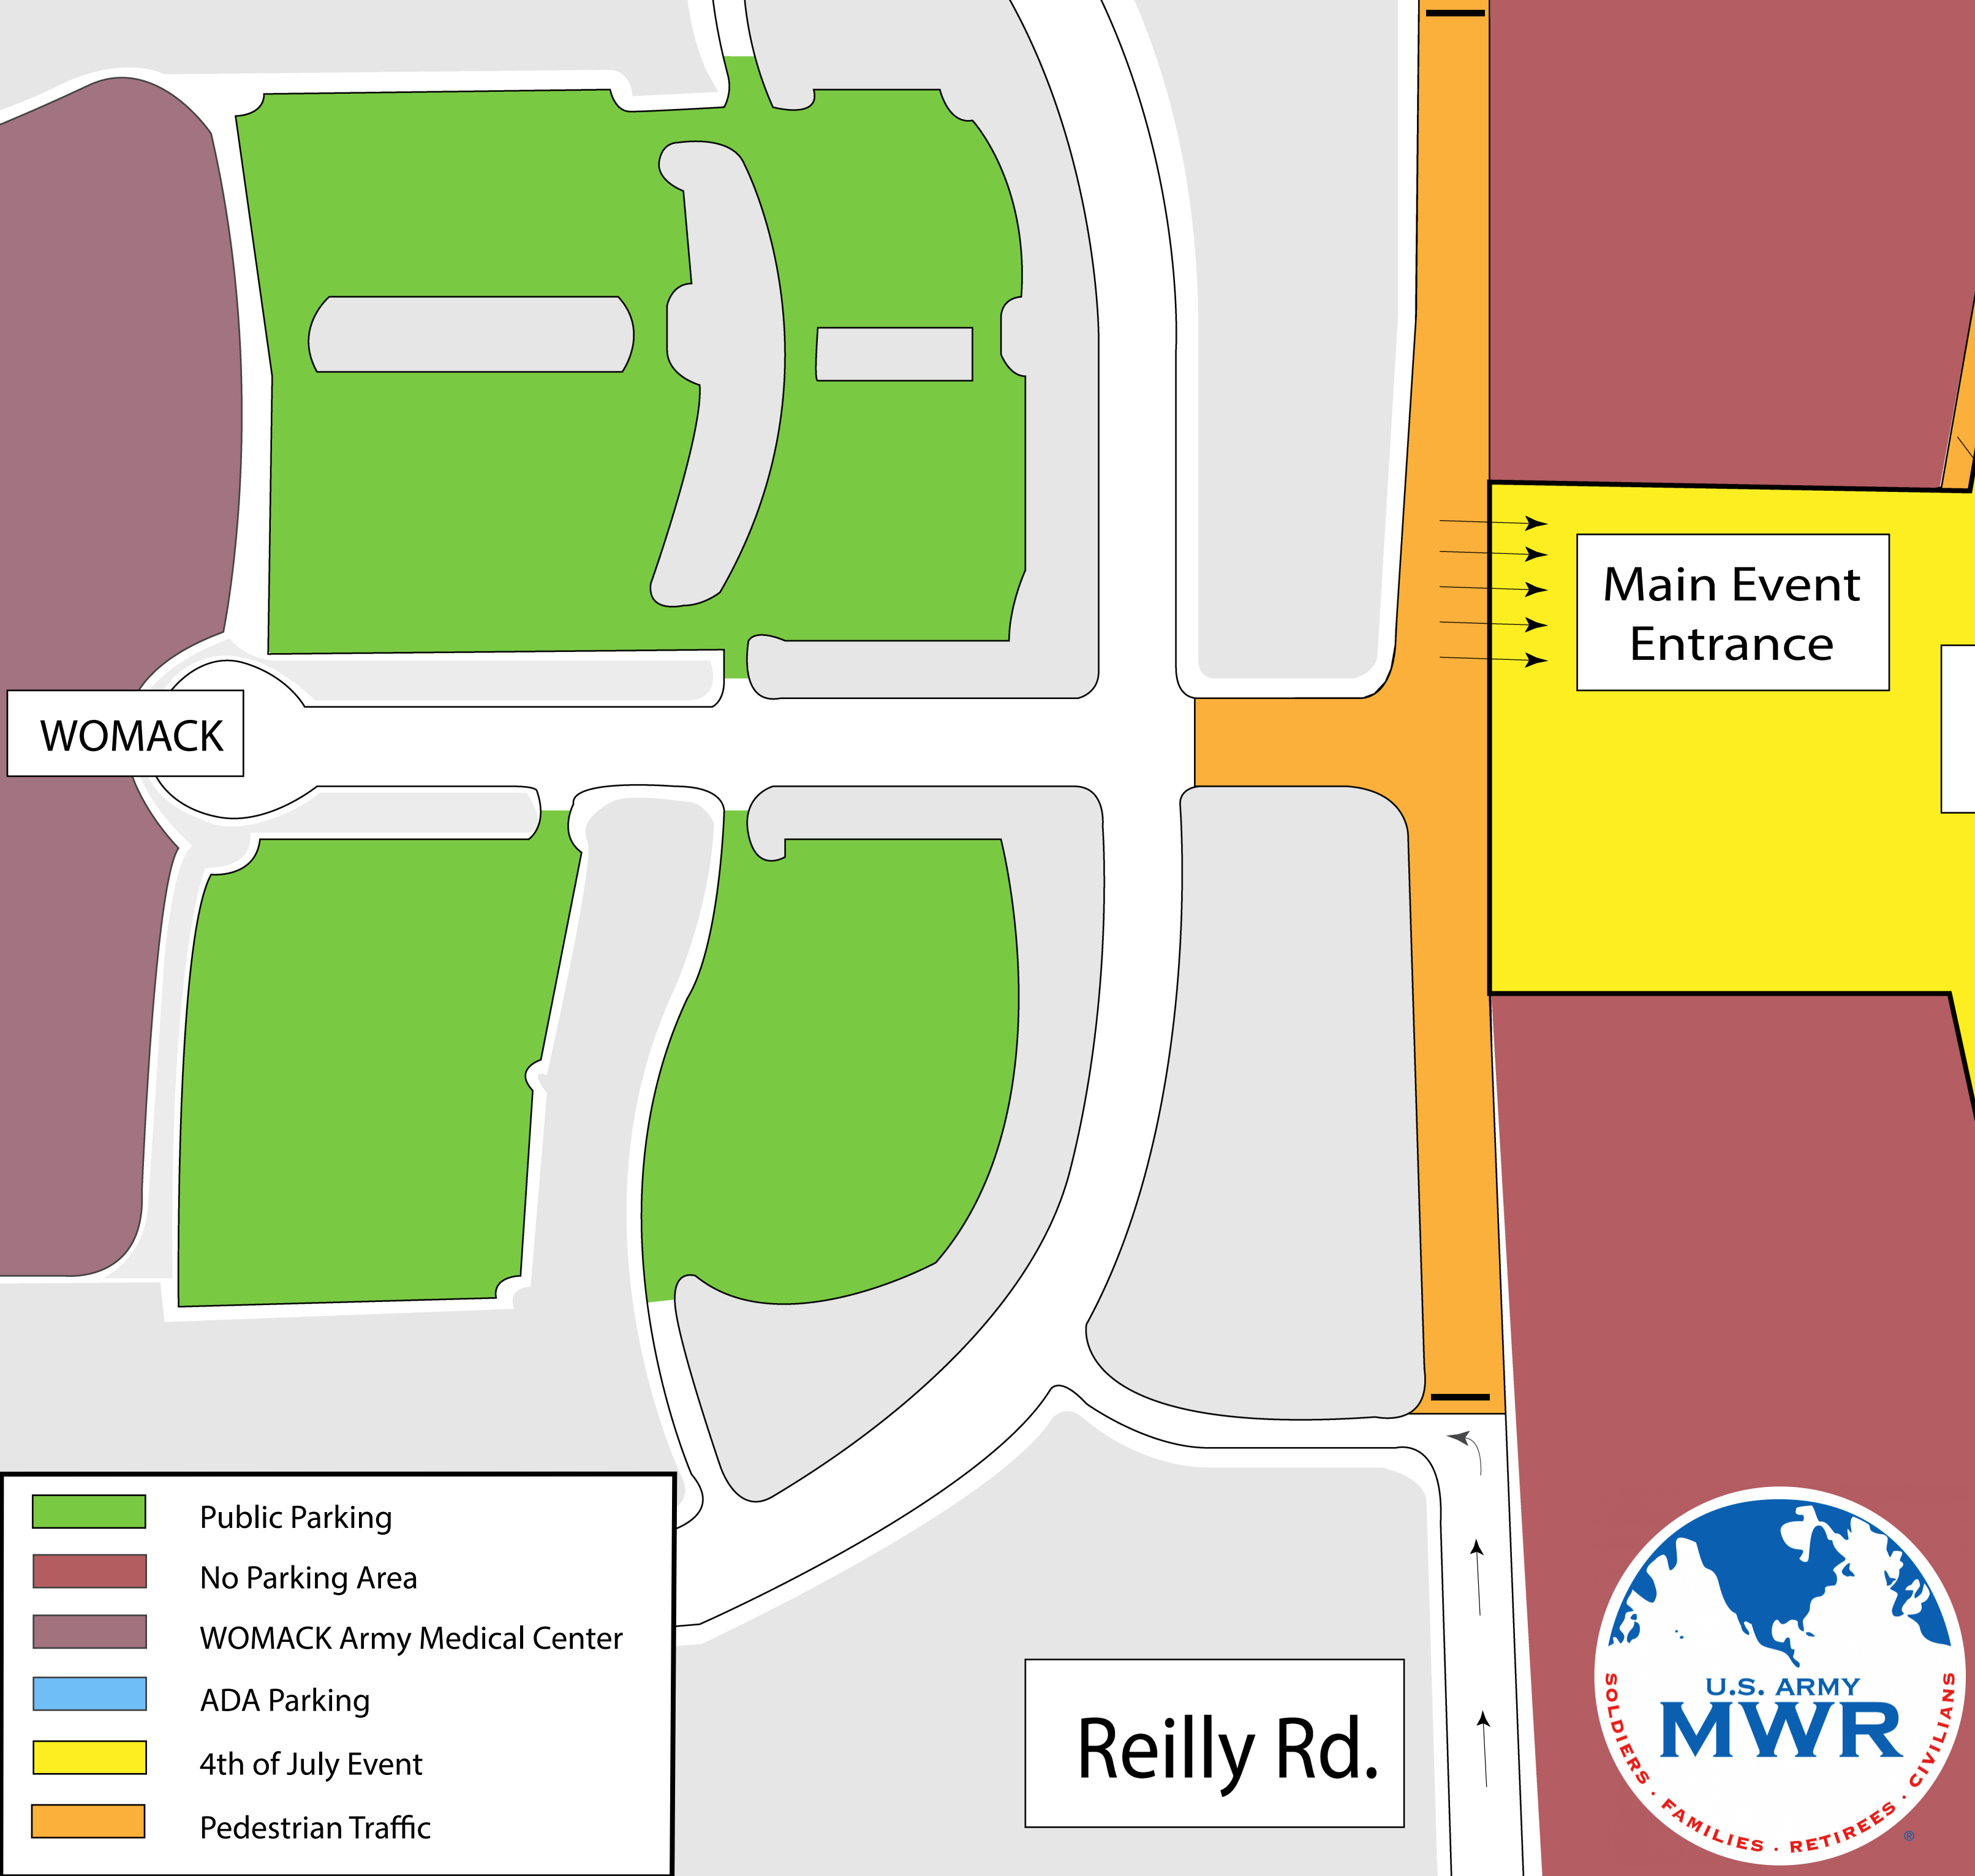 Main Event
Entrance
WOMACK
Public Parking
No Parking Area
WOMACK Army Medical Center
ADA Parking
4th of July Event
Pedestrian Traffic
Reilly Rd.
U.S. ARMY
MWR
SOLDIERS · FAMILIES · RETIREES · CIVILIANS
®